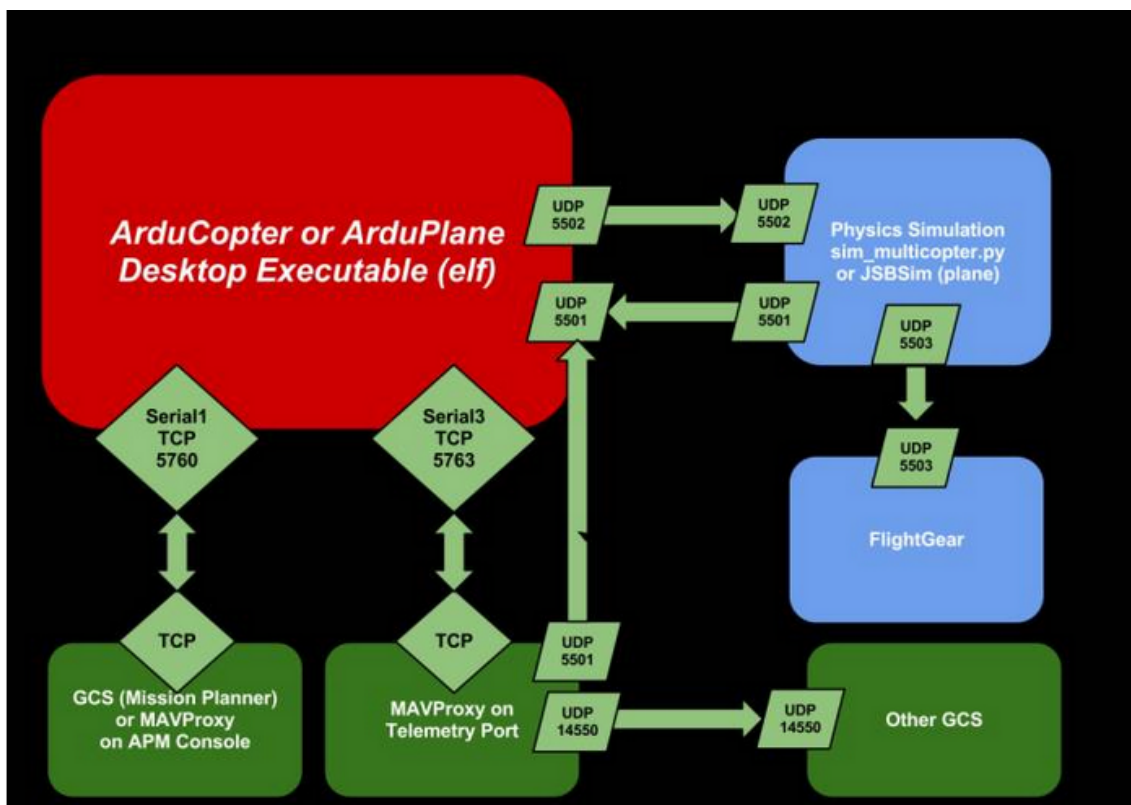 ArduCopter or ArduPlane
Desktop Executable (elf)
UDP
5502
UDP
5502
Physics Simulation
sim_multicopter.py
or JSBSim (plane)
UDP
5501
UDP
5501
UDP
5503
Serial1
TCP
5760
Serial3
TCP
5763
UDP
5503
FlightGear
TCP
TCP
UDP
5501
GCS (Mission Planner)
or MAVProxy
on APM Console
MAVProxy on
Telemetry Port
UDP
14550
UDP
14550
Other GCS